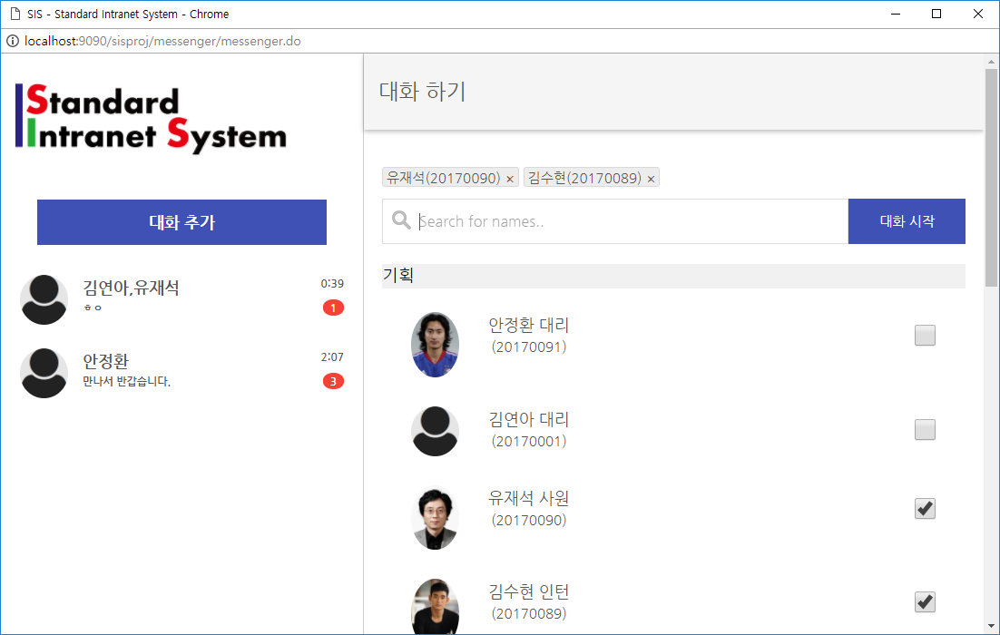 SIS - Standard Intranet System - Chrome
localhost:9090/sisproj/messenger/messenger.do
Standard
Intranet System
대화 추가
김연아,유재석
0:39
ㅎㅇ
1
안정환
2:07
만나서 반갑습니다.
3
대화 하기
유재석(20170090) × 김수현(20170089) ×
Search for names..
대화 시작
기획
안정환 대리
(20170091)
김연아 대리
(20170001)
유재석 사원
(20170090)
김수현 인턴
(20170089)